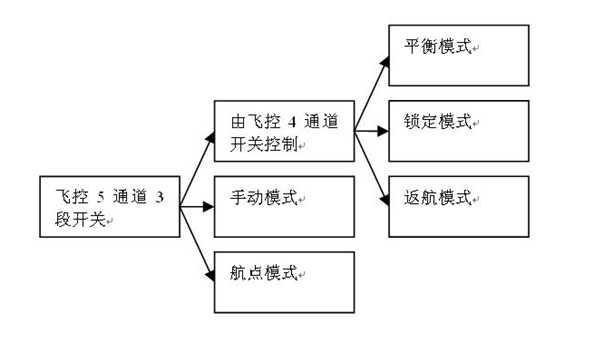 平衡模式
由飞控 4 通道
开关控制
锁定模式
飞控 5 通道 3
段开关
手动模式
返航模式
航点模式